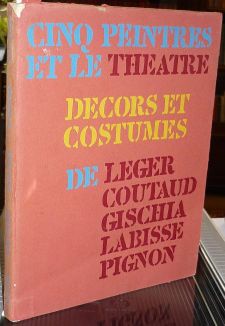 CINQ PEINTRES
ET LE THEATRE
DECORS ET
COSTUMES
DE LEGER
COUTAUD
GISCHIA
LABISSE
PIGNON